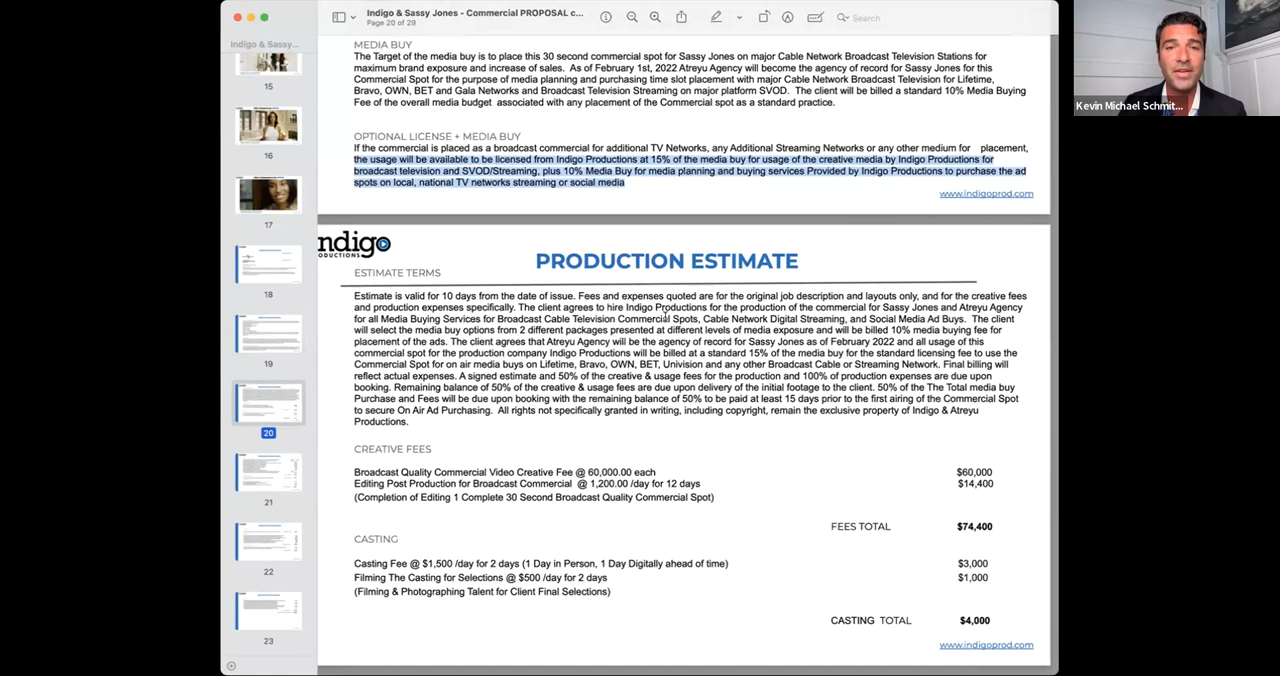 Indigo & Sassy Jones - Commercial PROPOSAL c...
Page 20 of 29
Search
Indigo & Sassy...
15
16
17
18
19
20
21
22
23
MEDIA BUY
The Target of the media buy is to place this 30 second commercial spot for Sassy Jones on major Cable Network Broadcast Television Stations for
maximum brand exposure and increase of sales. As of February 1st, 2022 Atreyu Agency will become the agency of record for Sassy Jones for this
Commercial Spot for the purpose of media planning and purchasing time slot placement with major Cable Network Broadcast Television for Lifetime,
Bravo, OWN, BET and Gala Networks and Broadcast Television Streaming on major platform SVOD. The client will be billed a standard 10% Media Buying
Fee of the overall media budget associated with any placement of the Commercial spot as a standard practice.
OPTIONAL LICENSE + MEDIA BUY
If the commercial is placed as a broadcast commercial for additional TV Networks, any Additional Streaming Networks or any other medium for placement,
the usage will be available to be licensed from Indigo Productions at 15% of the media buy for usage of the creative media by Indigo Productions for
broadcast television and SVOD/Streaming, plus 10% Media Buy for media planning and buying services Provided by Indigo Productions to purchase the ad
spots on local, national TV networks streaming or social media
www.indigoprod.com
ndigo
ODUCTIONS
PRODUCTION ESTIMATE
ESTIMATE TERMS
Estimate is valid for 10 days from the date of issue. Fees and expenses quoted are for the original job description and layouts only, and for the creative fees
and production expenses specifically. The client agrees to hire Indigo Productions for the production of the commercial for Sassy Jones and Atreyu Agency
for all Media Buying Services for Broadcast Cable Television Commercial Spots, Cable Network Digital Streaming, and Social Media Ad Buys. The client
will select the media buy options from 2 different packages presented at different levels of media exposure and will be billed 10% media buying fee for
placement of the ads. The client agrees that Atreyu Agency will be the agency of record for Sassy Jones as of February 2022 and all usage of this
commercial spot for the production company Indigo Productions will be billed at a standard 15% of the media buy for the standard licensing fee to use the
Commercial Spot for on air media buys on Lifetime, Bravo, OWN, BET, Univision and any other Broadcast Cable or Streaming Network. Final billing will
reflect actual expenses. A signed estimate and 50% of the creative & usage fees for the production and 100% of production expenses are due upon
booking. Remaining balance of 50% of the creative & usage fees are due upon delivery of the initial footage to the client. 50% of the The Total media buy
Purchase and Fees will be due upon booking with the remaining balance of 50% to be paid at least 15 days prior to the first airing of the Commercial Spot
to secure On Air Ad Purchasing. All rights not specifically granted in writing, including copyright, remain the exclusive property of Indigo & Atreyu
Productions.
CREATIVE FEES
Broadcast Quality Commercial Video Creative Fee @ 60,000.00 each $60,000
Editing Post Production for Broadcast Commercial @ 1,200.00 /day for 12 days $14,400
(Completion of Editing 1 Complete 30 Second Broadcast Quality Commercial Spot)
FEES TOTAL $74,400
CASTING
Casting Fee @ $1,500 /day for 2 days (1 Day in Person, 1 Day Digitally ahead of time) $3,000
Filming The Casting for Selections @ $500 /day for 2 days $1,000
(Filming & Photographing Talent for Client Final Selections)
CASTING TOTAL $4,000
www.indigoprod.com
Kevin Michael Schmit...